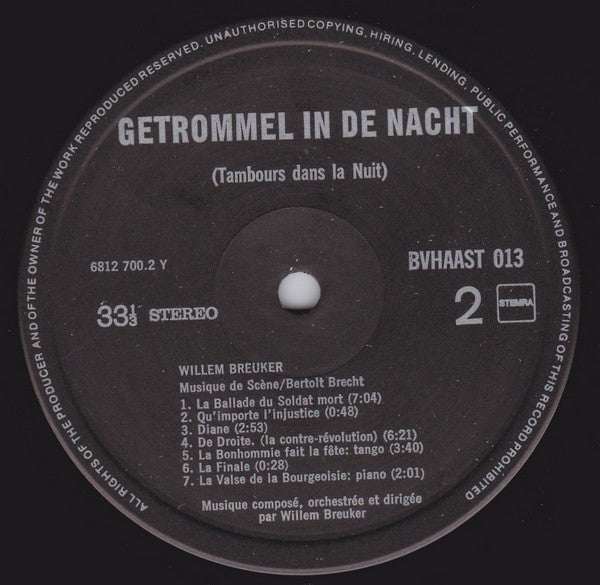 ALL RIGHTS OF THE PRODUCER AND OF THE OWNER OF THE WORK REPRODUCED RESERVED. UNAUTHORISED COPYING, HIRING, LENDING, PUBLIC PERFORMANCE AND BROADCASTING OF THIS RECORD PROHIBITED
GETROMMEL IN DE NACHT
(Tambours dans la Nuit)
6812 700.2 Y
BVHAAST 013
33⅓ STEREO
2 STEMRA
WILLEM BREUKER
Musique de Scène/Bertolt Brecht
1. La Ballade du Soldat mort (7:04)
2. Qu'importe l'injustice (0:48)
3. Diane (2:53)
4. De Droite. (la contre-révolution) (6:21)
5. La Bonhommie fait la fête: tango (3:40)
6. La Finale (0:28)
7. La Valse de la Bourgeoisie: piano (2:01)
Musique composé, orchestrée et dirigée
par Willem Breuker